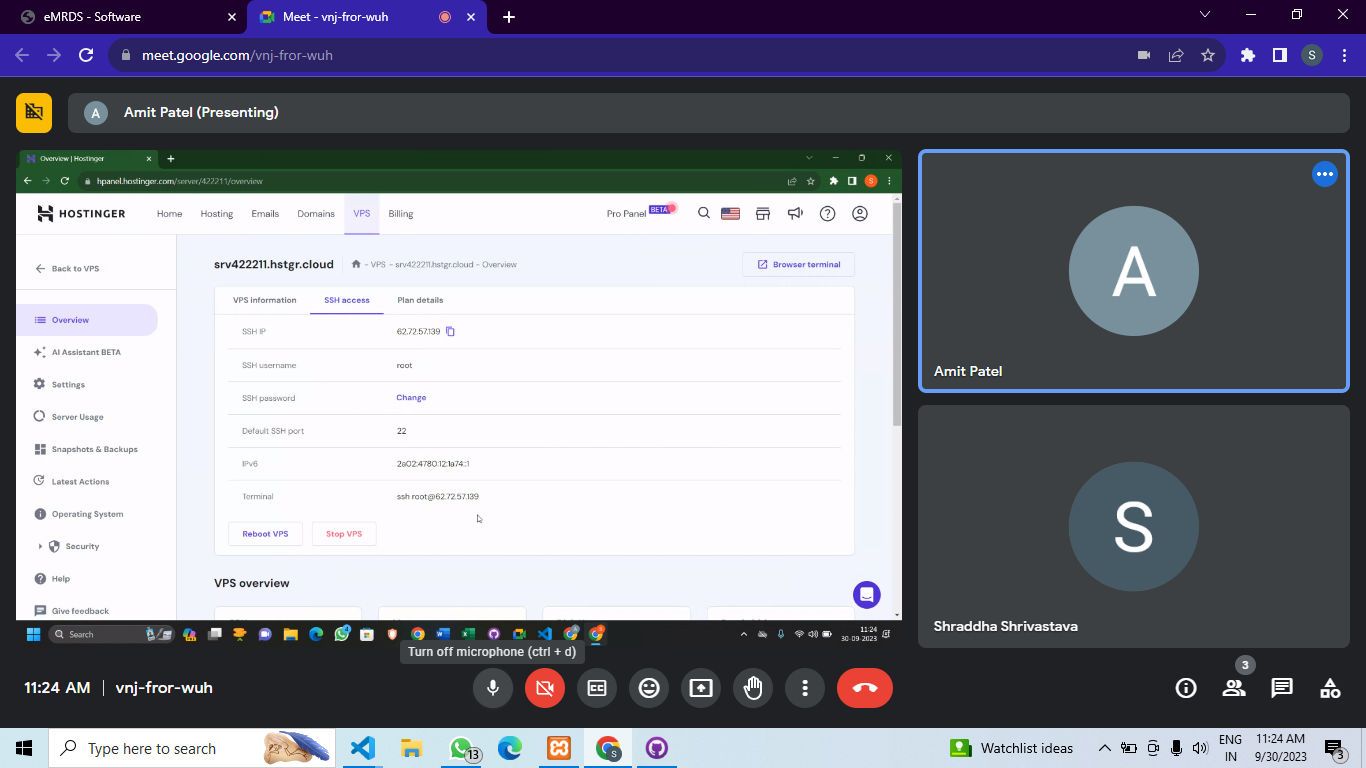 eMRDS - Software
Meet - vnj-fror-wuh
meet.google.com/vnj-fror-wuh
S
A
Amit Patel (Presenting)
Overview | Hostinger
hpanel.hostinger.com/server/422211/overview
S
HOSTINGER
Home
Hosting
Emails
Domains
VPS
Billing
Pro Panel BETA
Back to VPS
Overview
AI Assistant BETA
Settings
Server Usage
Snapshots & Backups
Latest Actions
Operating System
Security
Help
Give feedback
srv422211.hstgr.cloud
- VPS - srv422211.hstgr.cloud - Overview
Browser terminal
VPS information
SSH access
Plan details
SSH IP
62.72.57.139
SSH username
root
SSH password
Change
Default SSH port
22
IPv6
2a02:4780:12:1a74::1
Terminal
ssh root@62.72.57.139
Reboot VPS
Stop VPS
VPS overview
Search
11:24
30-09-2023
A
Amit Patel
S
Shraddha Shrivastava
Turn off microphone (ctrl + d)
11:24 AM | vnj-fror-wuh
3
Type here to search
13
S
Watchlist ideas
ENG
IN
11:24 AM
9/30/2023
3